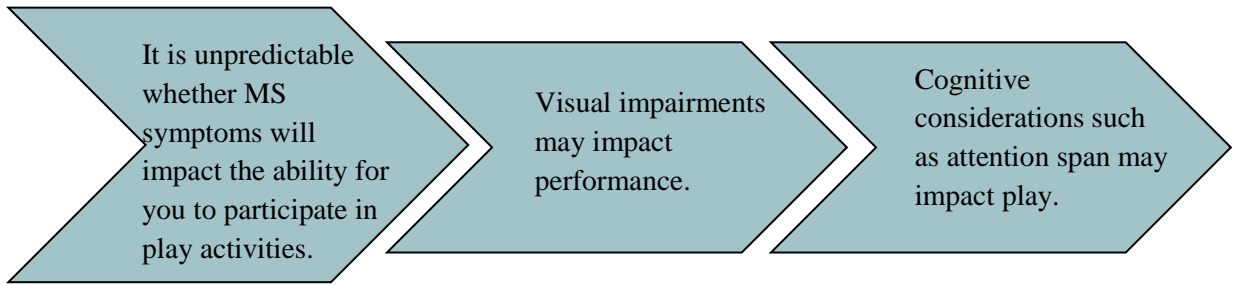 It is unpredictable
whether MS
symptoms will
impact the ability for
you to participate in
play activities.
Visual impairments
may impact
performance.
Cognitive
considerations such
as attention span may
impact play.